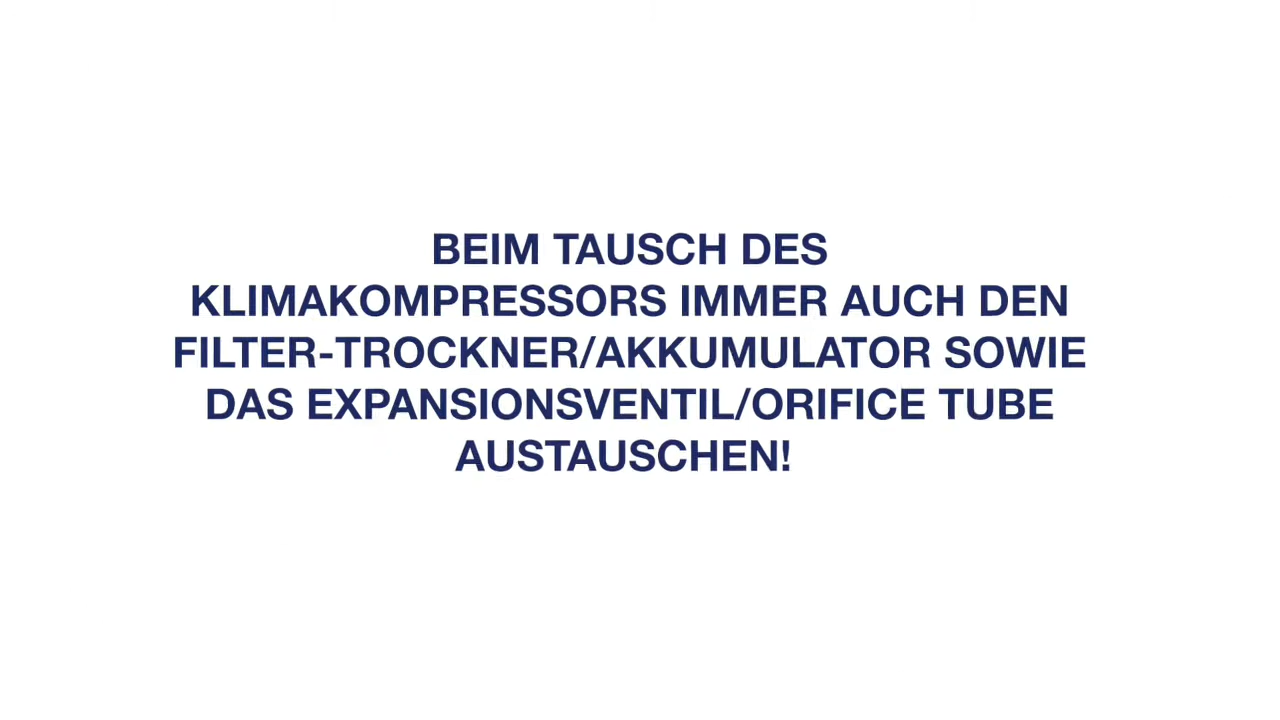 BEIM TAUSCH DES
KLIMAKOMPRESSORS IMMER AUCH DEN
FILTER-TROCKNER/AKKUMULATOR SOWIE
DAS EXPANSIONSVENTIL/ORIFICE TUBE
AUSTAUSCHEN!